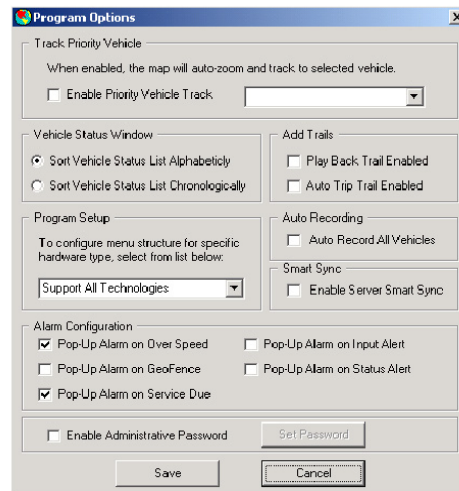 Program Options
Track Priority Vehicle
When enabled, the map will auto-zoom and track to selected vehicle.
Enable Priority Vehicle Track
Vehicle Status Window
Sort Vehicle Status List Alphabeticly
Sort Vehicle Status List Chronologically
Add Trails
Play Back Trail Enabled
Auto Trip Trail Enabled
Program Setup
To configure menu structure for specific
hardware type, select from list below:
Support All Technologies
Auto Recording
Auto Record All Vehicles
Smart Sync
Enable Server Smart Sync
Alarm Configuration
Pop-Up Alarm on Over Speed
Pop-Up Alarm on Input Alert
Pop-Up Alarm on GeoFence
Pop-Up Alarm on Status Alert
Pop-Up Alarm on Service Due
Enable Administrative Password
Set Password
Save
Cancel